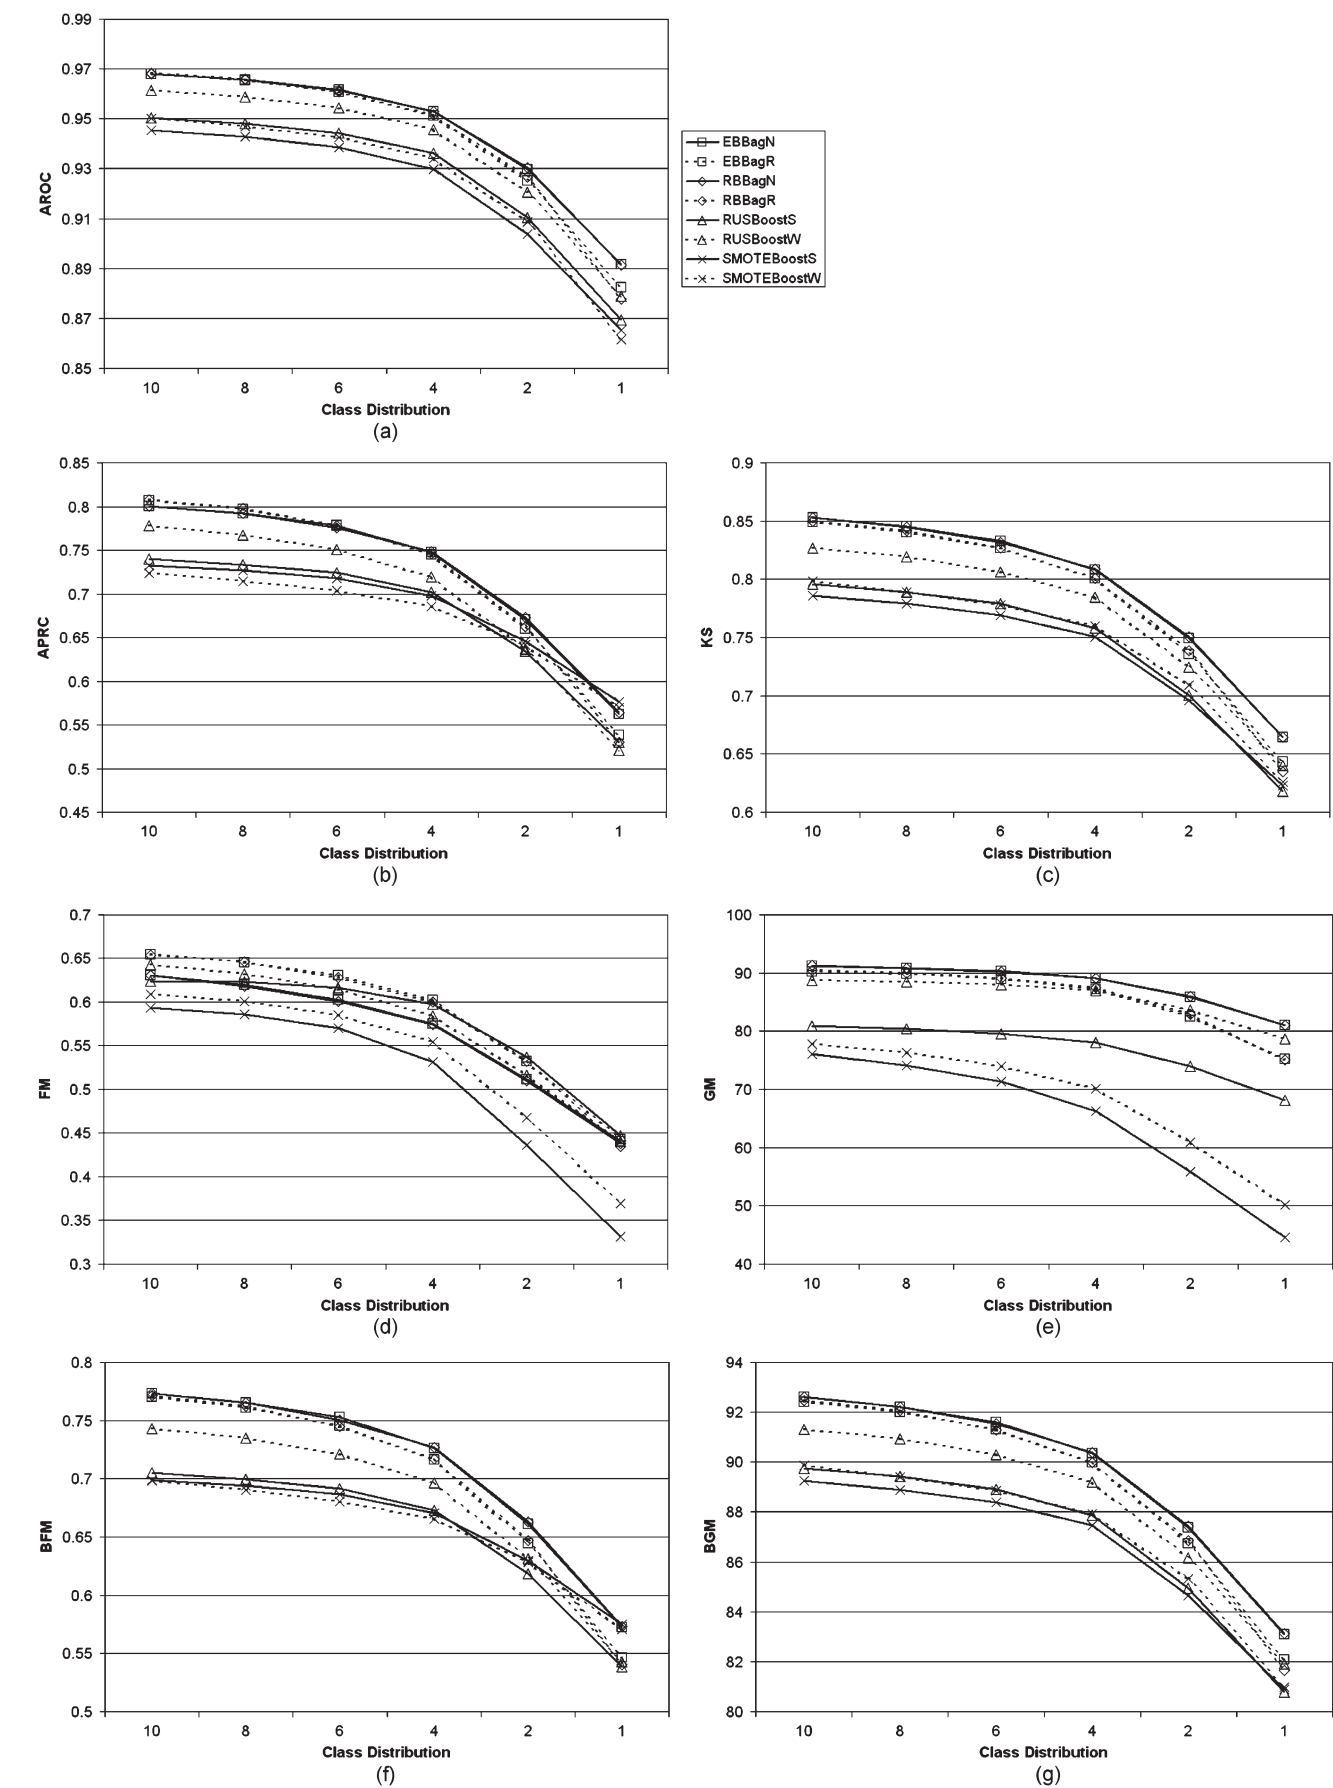 0.99
0.97
0.95
0.93
0.91
0.89
0.87
0.85
AROC
10 8 6 4 2 1
Class Distribution
(a)
EBBagN
EBBagR
RBBagN
RBBagR
RUSBoostS
RUSBoostW
SMOTEBoostS
SMOTEBoostW
0.85
0.8
0.75
0.7
0.65
0.6
0.55
0.5
0.45
APRC
10 8 6 4 2 1
Class Distribution
(b)
0.9
0.85
0.8
0.75
0.7
0.65
0.6
KS
10 8 6 4 2 1
Class Distribution
(c)
0.7
0.65
0.6
0.55
0.5
0.45
0.4
0.35
0.3
FM
10 8 6 4 2 1
Class Distribution
(d)
100
90
80
70
60
50
40
GM
10 8 6 4 2 1
Class Distribution
(e)
0.8
0.75
0.7
0.65
0.6
0.55
0.5
BFM
10 8 6 4 2 1
Class Distribution
(f)
94
92
90
88
86
84
82
80
BGM
10 8 6 4 2 1
Class Distribution
(g)